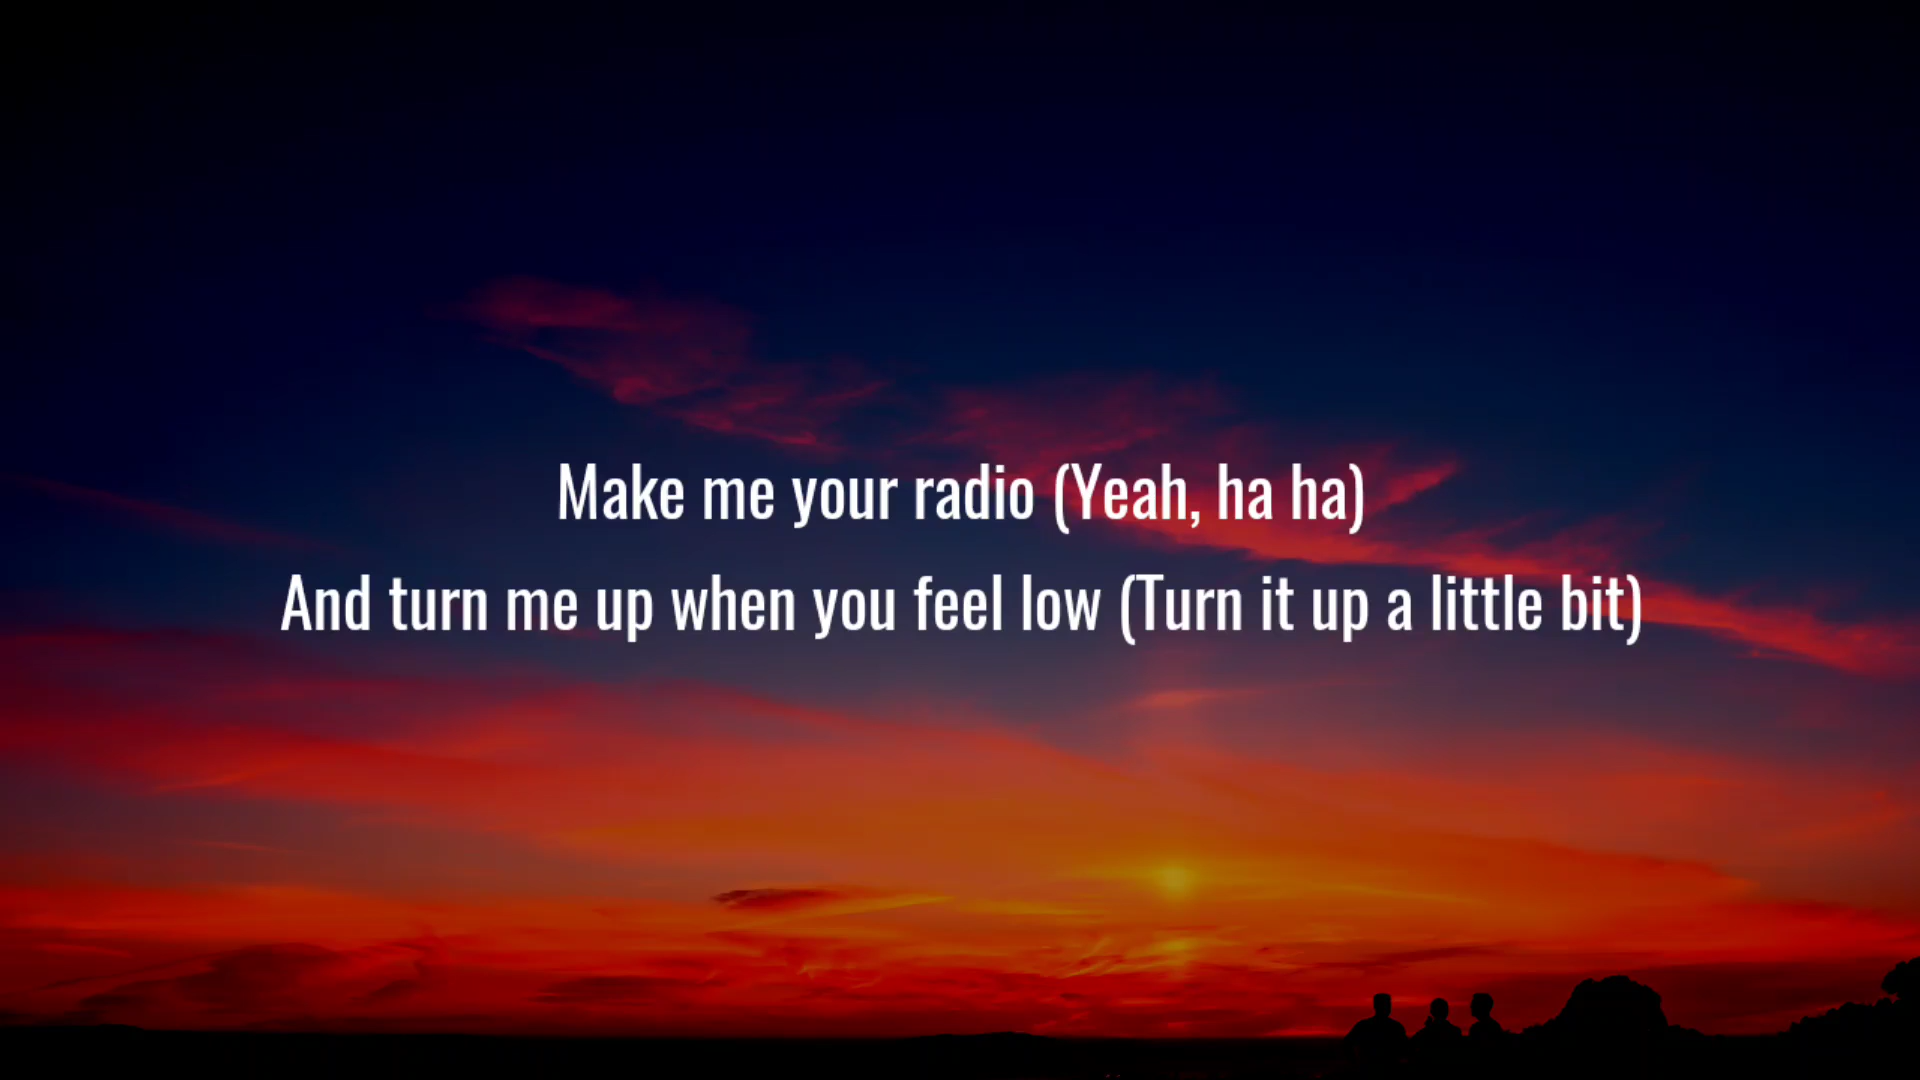 Make me your radio (Yeah, ha ha)
And turn me up when you feel low (Turn it up a little bit)